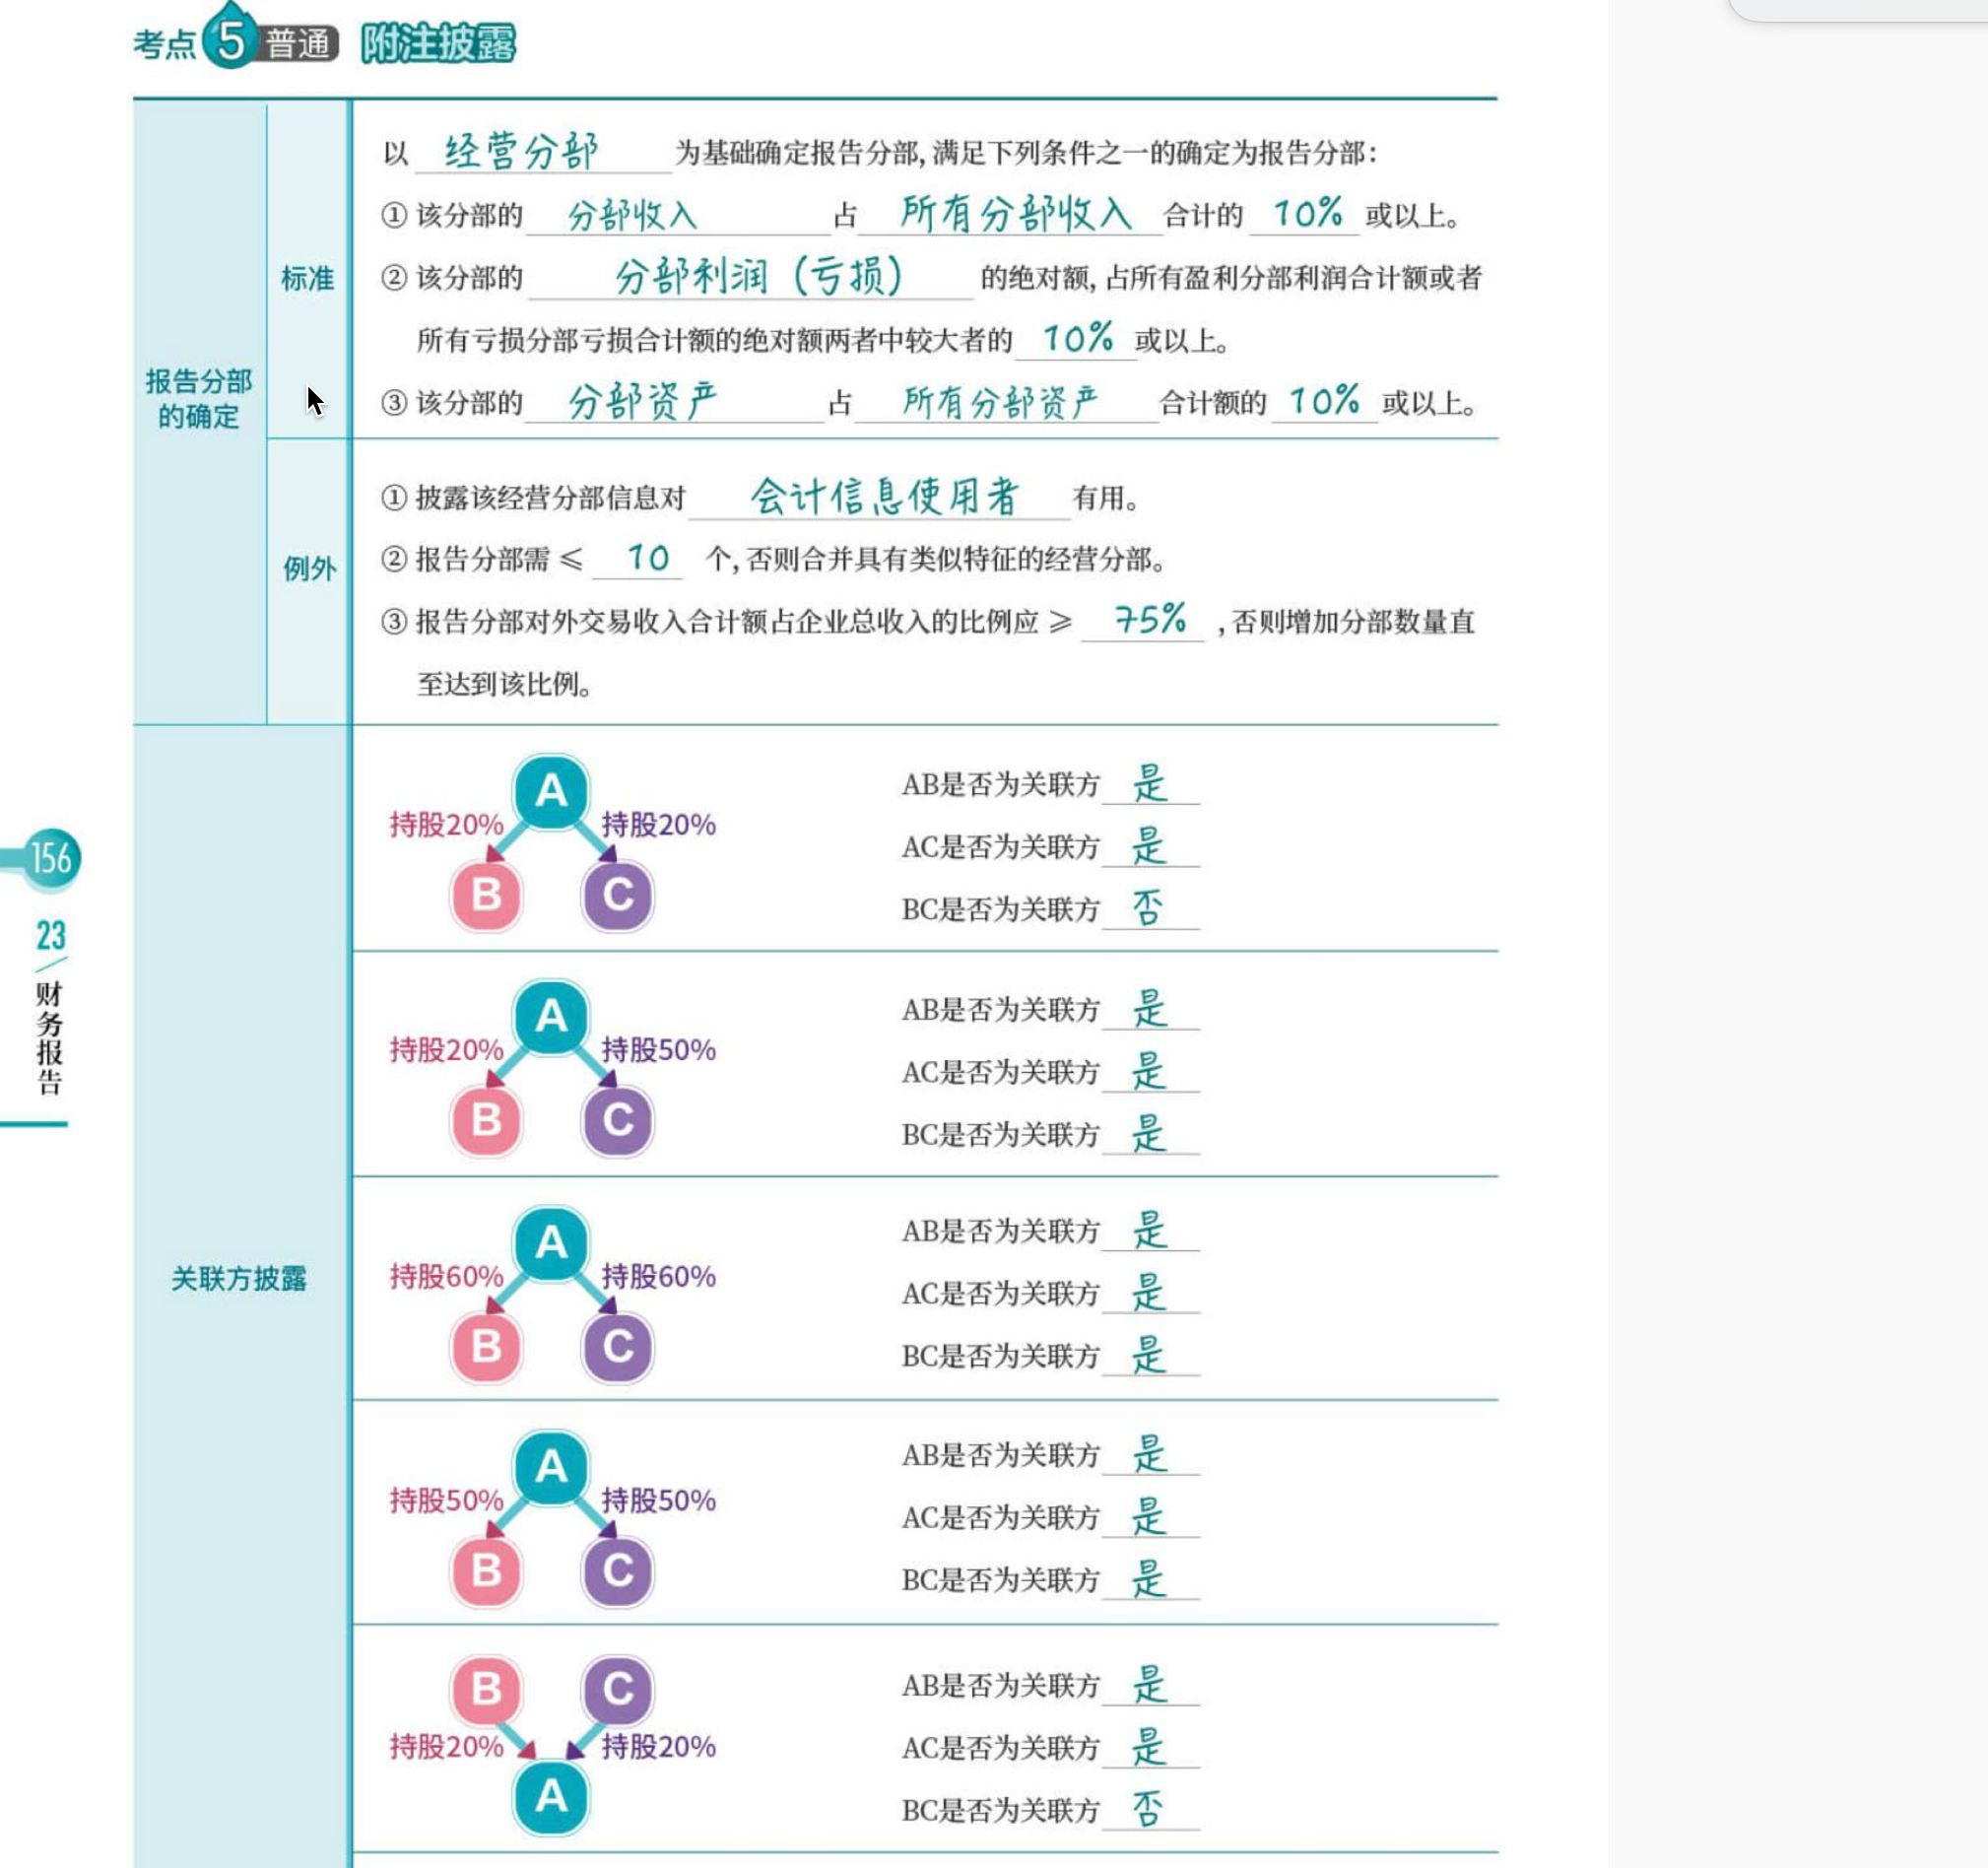 考点5 普通 附注披露
报告分部
的确定
标准
以 经营分部 为基础确定报告分部,满足下列条件之一的确定为报告分部:
① 该分部的 分部收入 占 所有分部收入 合计的 10% 或以上。
② 该分部的 分部利润（亏损） 的绝对额,占所有盈利分部利润合计额或者
所有亏损分部亏损合计额的绝对额两者中较大者的 10% 或以上。
③ 该分部的 分部资产 占 所有分部资产 合计额的 10% 或以上。
例外
① 披露该经营分部信息对 会计信息使用者 有用。
② 报告分部需 ≤ 10 个,否则合并具有类似特征的经营分部。
③ 报告分部对外交易收入合计额占企业总收入的比例应 ≥ 75% ,否则增加分部数量直
至达到该比例。
156
23
财务报告
关联方披露
A
持股20% 持股20%
B C
AB是否为关联方 是
AC是否为关联方 是
BC是否为关联方 否
A
持股20% 持股50%
B C
AB是否为关联方 是
AC是否为关联方 是
BC是否为关联方 是
A
持股60% 持股60%
B C
AB是否为关联方 是
AC是否为关联方 是
BC是否为关联方 是
A
持股50% 持股50%
B C
AB是否为关联方 是
AC是否为关联方 是
BC是否为关联方 是
B C
持股20% 持股20%
A
AB是否为关联方 是
AC是否为关联方 是
BC是否为关联方 否